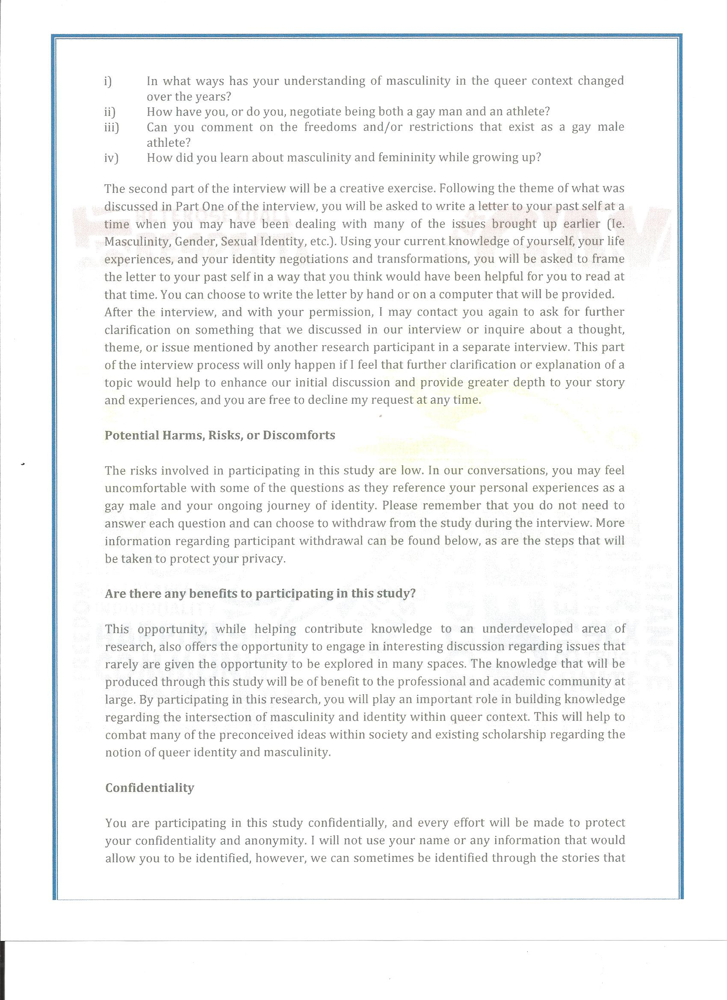 i) In what ways has your understanding of masculinity in the queer context changed
over the years?
ii) How have you, or do you, negotiate being both a gay man and an athlete?
iii) Can you comment on the freedoms and/or restrictions that exist as a gay male
athlete?
iv) How did you learn about masculinity and femininity while growing up?
The second part of the interview will be a creative exercise. Following the theme of what was
discussed in Part One of the interview, you will be asked to write a letter to your past self at a
time when you may have been dealing with many of the issues brought up earlier (Ie.
Masculinity, Gender, Sexual Identity, etc.). Using your current knowledge of yourself, your life
experiences, and your identity negotiations and transformations, you will be asked to frame
the letter to your past self in a way that you think would have been helpful for you to read at
that time. You can choose to write the letter by hand or on a computer that will be provided.
After the interview, and with your permission, I may contact you again to ask for further
clarification on something that we discussed in our interview or inquire about a thought,
theme, or issue mentioned by another research participant in a separate interview. This part
of the interview process will only happen if I feel that further clarification or explanation of a
topic would help to enhance our initial discussion and provide greater depth to your story
and experiences, and you are free to decline my request at any time.
Potential Harms, Risks, or Discomforts
The risks involved in participating in this study are low. In our conversations, you may feel
uncomfortable with some of the questions as they reference your personal experiences as a
gay male and your ongoing journey of identity. Please remember that you do not need to
answer each question and can choose to withdraw from the study during the interview. More
information regarding participant withdrawal can be found below, as are the steps that will
be taken to protect your privacy.
Are there any benefits to participating in this study?
This opportunity, while helping contribute knowledge to an underdeveloped area of
research, also offers the opportunity to engage in interesting discussion regarding issues that
rarely are given the opportunity to be explored in many spaces. The knowledge that will be
produced through this study will be of benefit to the professional and academic community at
large. By participating in this research, you will play an important role in building knowledge
regarding the intersection of masculinity and identity within queer context. This will help to
combat many of the preconceived ideas within society and existing scholarship regarding the
notion of queer identity and masculinity.
Confidentiality
You are participating in this study confidentially, and every effort will be made to protect
your confidentiality and anonymity. I will not use your name or any information that would
allow you to be identified, however, we can sometimes be identified through the stories that